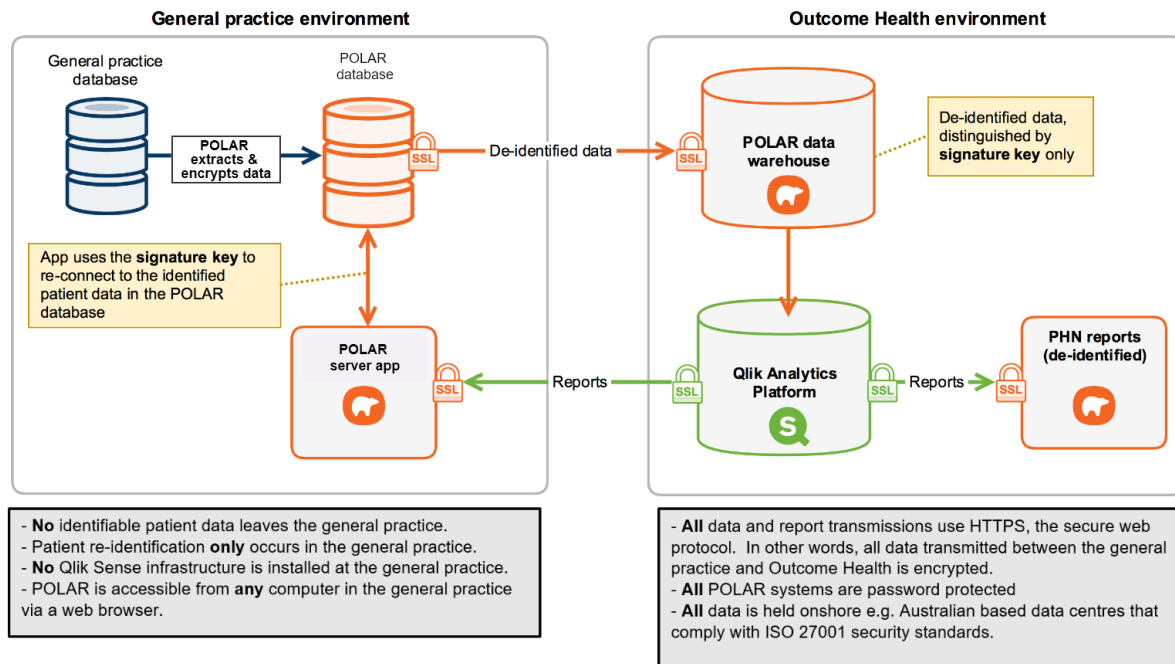 General practice environment
Outcome Health environment
General practice
database
POLAR
database
POLAR
extracts &
encrypts data
SSL
De-identified data
SSL
POLAR data
warehouse
De-identified data,
distinguished by
signature key only
App uses the signature key to
re-connect to the identified
patient data in the POLAR
database
POLAR
server app
SSL
Reports
SSL
Qlik Analytics
Platform
S
SSL
Reports
SSL
PHN reports
(de-identified)
- No identifiable patient data leaves the general practice.
- Patient re-identification only occurs in the general practice.
- No Qlik Sense infrastructure is installed at the general practice.
- POLAR is accessible from any computer in the general practice
via a web browser.
- All data and report transmissions use HTTPS, the secure web
protocol. In other words, all data transmitted between the general
practice and Outcome Health is encrypted.
- All POLAR systems are password protected
- All data is held onshore e.g. Australian based data centres that
comply with ISO 27001 security standards.